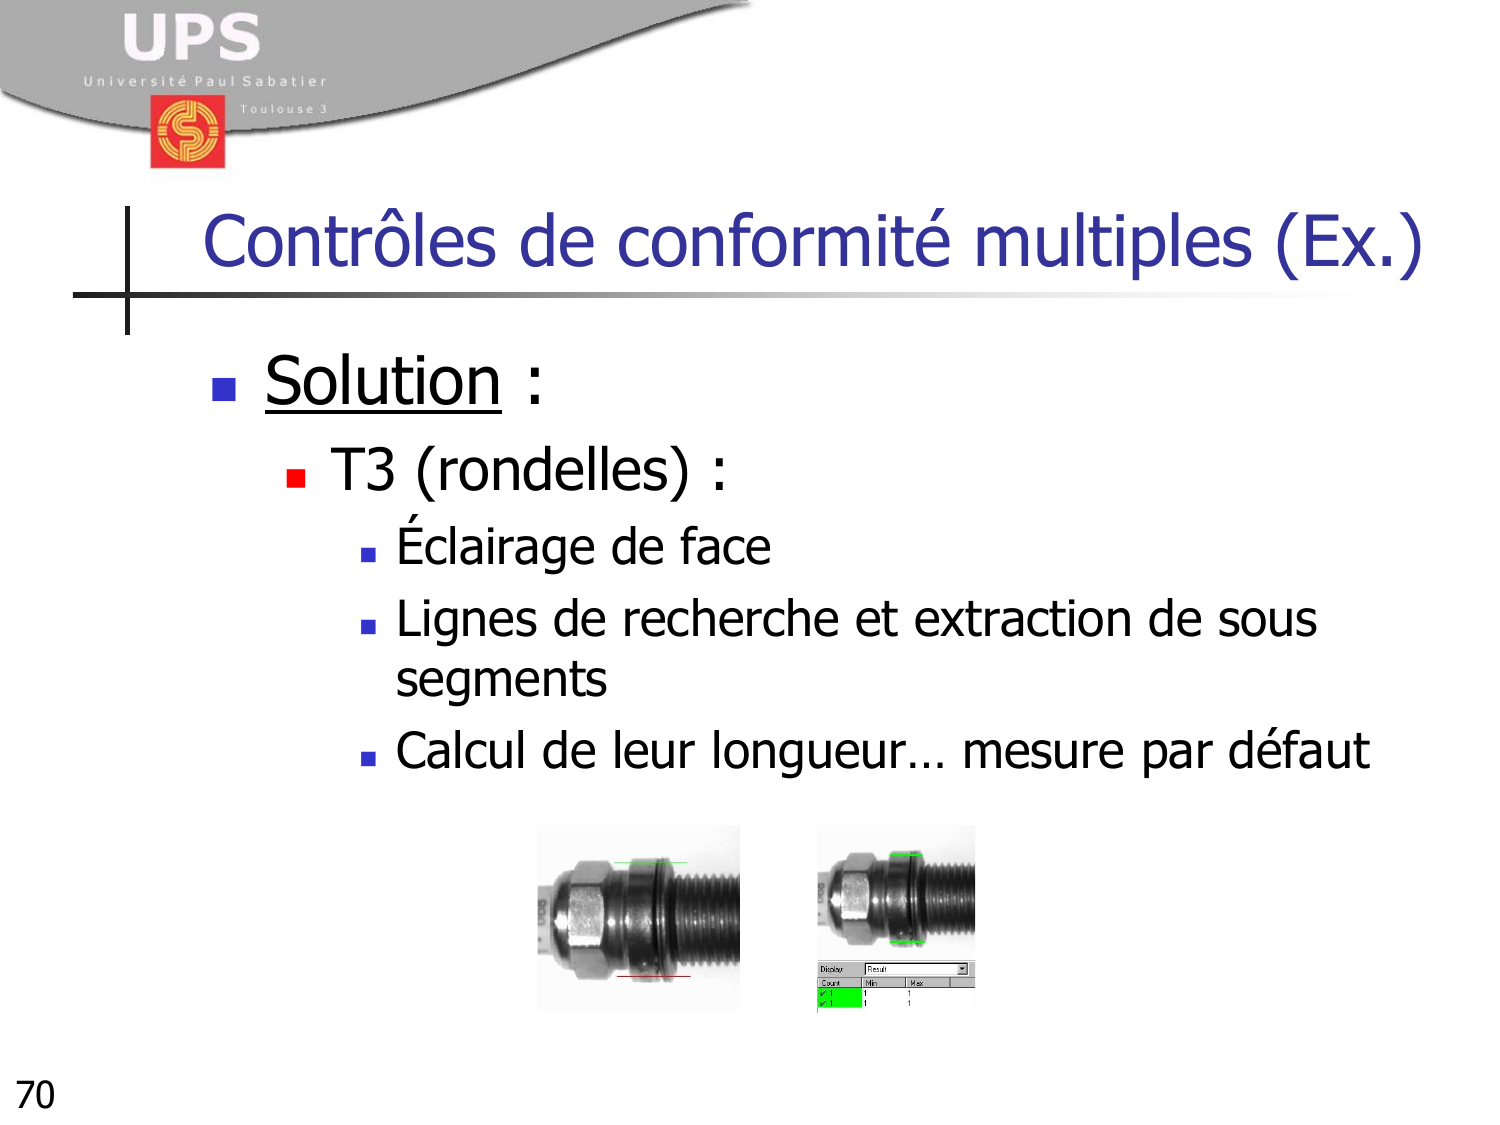 UPS
Université Paul Sabatier
Toulouse 3
Contrôles de conformité multiples (Ex.)
Solution :
T3 (rondelles) :
Éclairage de face
Lignes de recherche et extraction de sous
segments
Calcul de leur longueur… mesure par défaut
Display: Result
Count Min Max
1 1 1
1 1 1
70